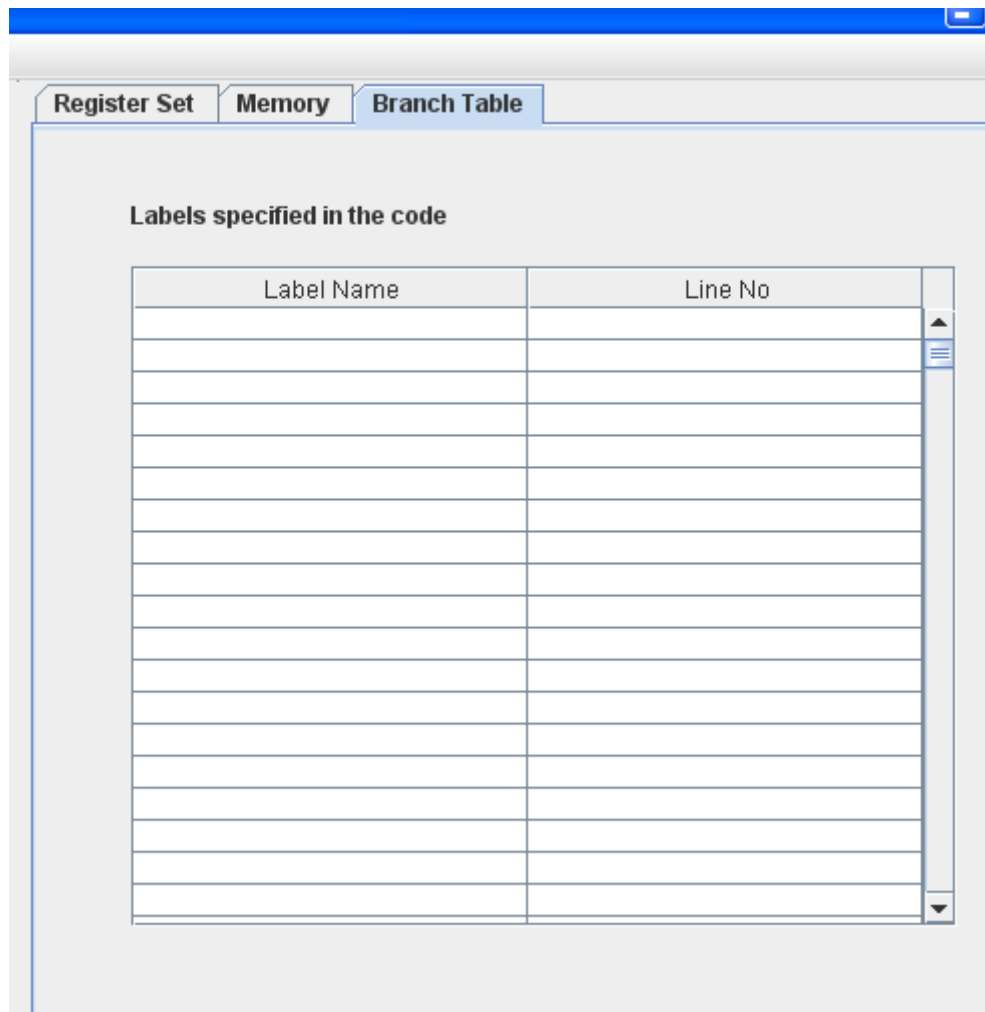 Register Set Memory Branch Table
Labels specified in the code
Label Name Line No